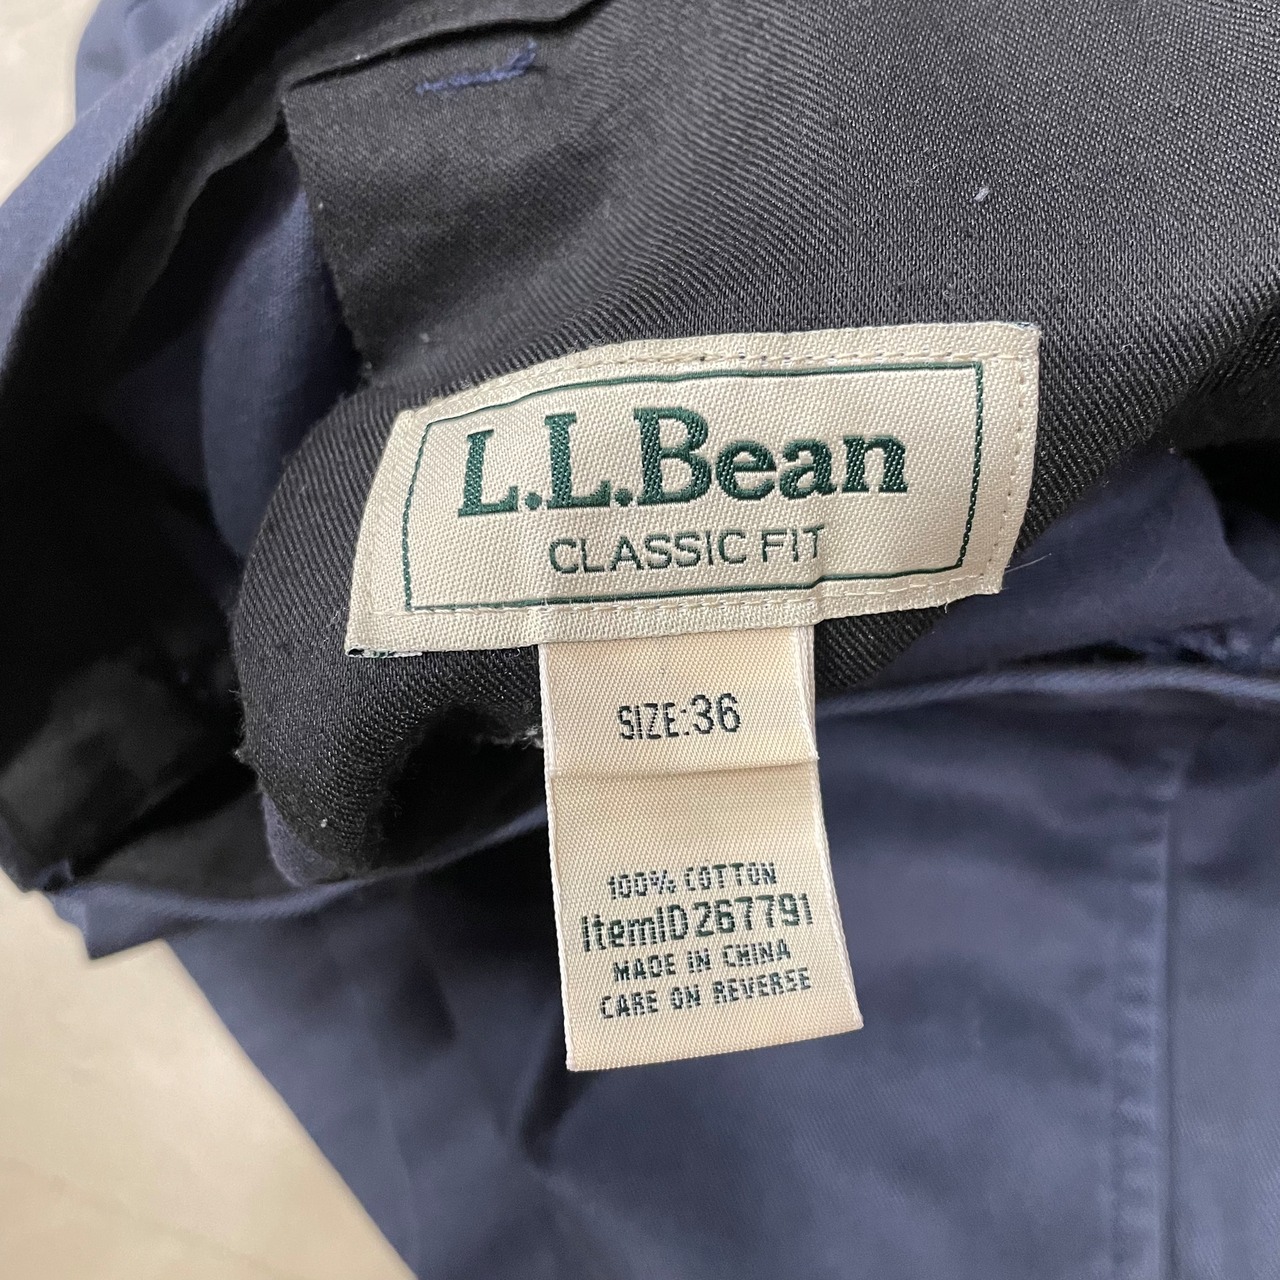 L.L.Bean
CLASSIC FIT
SIZE:36
100% COTTON
ItemID 267791
MADE IN CHINA
CARE ON REVERSE